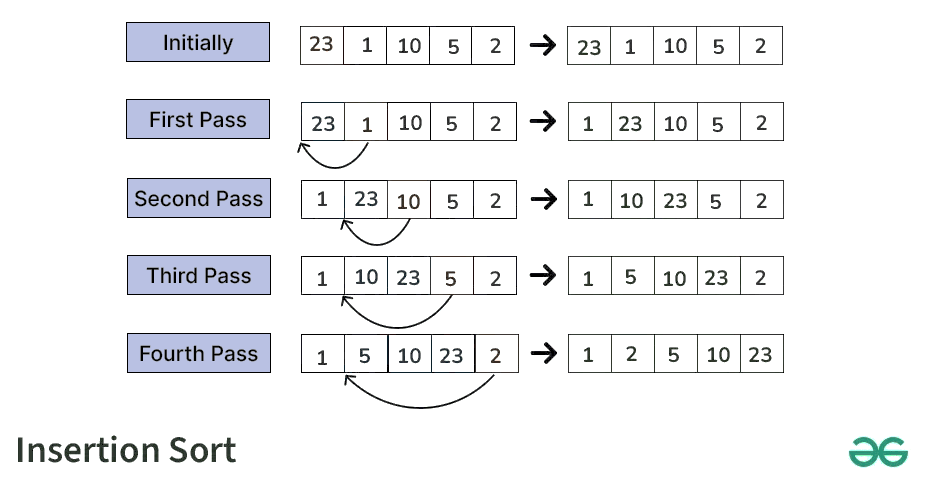 Initially 23 1 10 5 2 → 23 1 10 5 2
First Pass 23 1 10 5 2 → 1 23 10 5 2
Second Pass 1 23 10 5 2 → 1 10 23 5 2
Third Pass 1 10 23 5 2 → 1 5 10 23 2
Fourth Pass 1 5 10 23 2 → 1 2 5 10 23
Insertion Sort